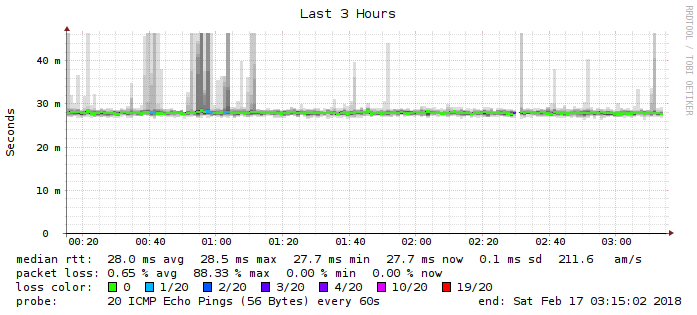 Last 3 Hours
RRDTOOL / TOBI OETIKER
Seconds
40 m
30 m
20 m
10 m
0
00:20 00:40 01:00 01:20 01:40 02:00 02:20 02:40 03:00
median rtt: 28.0 ms avg 28.5 ms max 27.7 ms min 27.7 ms now 0.1 ms sd 211.6 am/s
packet loss: 0.65 % avg 88.33 % max 0.00 % min 0.00 % now
loss color: 0 1/20 2/20 3/20 4/20 10/20 19/20
probe: 20 ICMP Echo Pings (56 Bytes) every 60s end: Sat Feb 17 03:15:02 2018